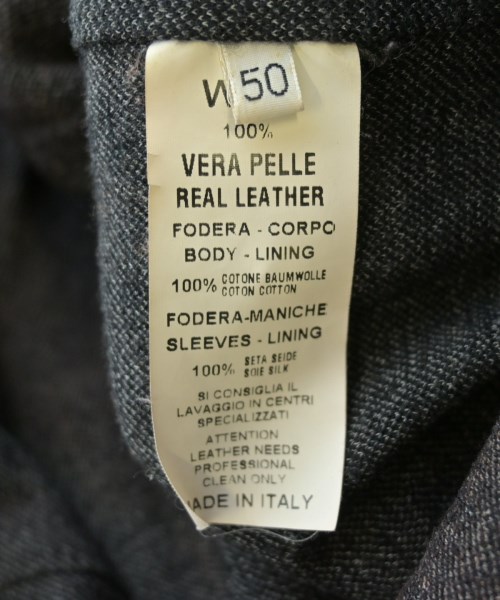 50
100%
VERA PELLE
REAL LEATHER
FODERA - CORPO
BODY - LINING
100% COTONE BAUMWOLLE
COTON COTTON
FODERA-MANICHE
SLEEVES - LINING
100% SETA SEIDE
SOIE SILK
SI CONSIGLIA IL
LAVAGGIO IN CENTRI
SPECIALIZZATI
ATTENTION
LEATHER NEEDS
PROFESSIONAL
CLEAN ONLY
MADE IN ITALY